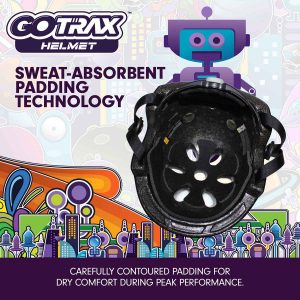 GOTRAX
HELMET
SWEAT-ABSORBENT
PADDING
TECHNOLOGY
CAREFULLY CONTOURED PADDING FOR
DRY COMFORT DURING PEAK PERFORMANCE.